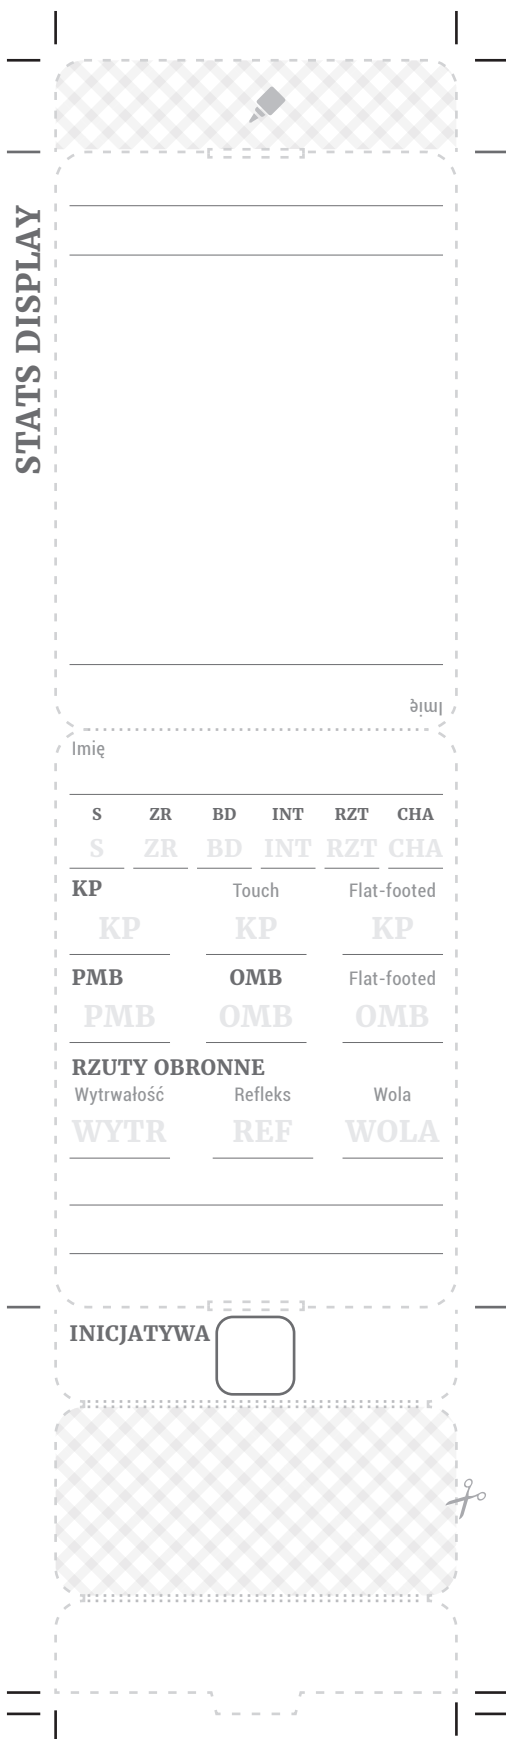 STATS DISPLAY
Imię
Imię
S ZR BD INT RZT CHA
S ZR BD INT RZT CHA
KP Touch Flat-footed
KP KP KP
PMB OMB Flat-footed
PMB OMB OMB
RZUTY OBRONNE
Wytrwałość Refleks Wola
WYTR REF WOLA
INICJATYWA